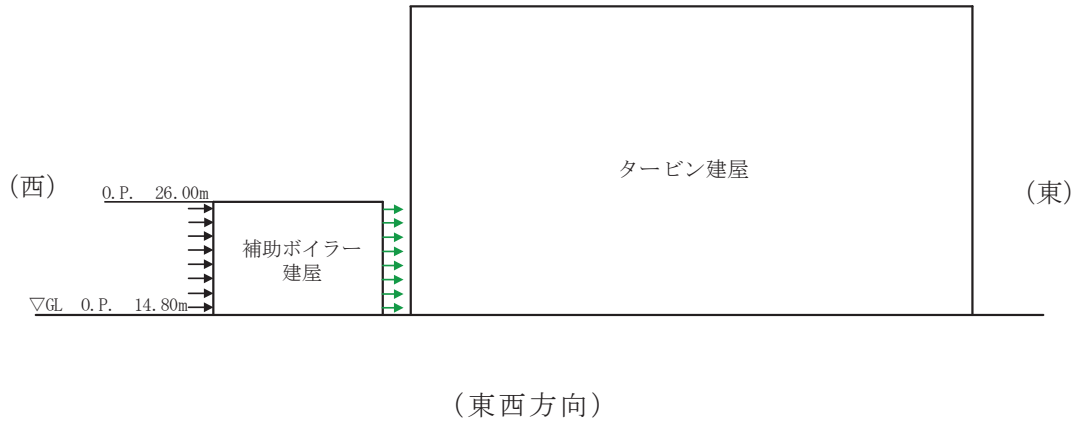 タービン建屋
(西)
(東)
O.P. 26.00m
補助ボイラー
建屋
▽GL O.P. 14.80m
(東西方向)